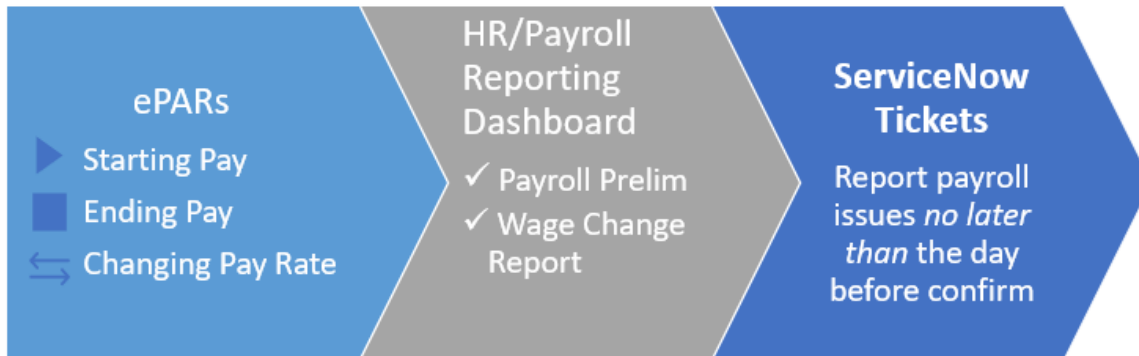 ePARs
Starting Pay
Ending Pay
Changing Pay Rate
HR/Payroll
Reporting
Dashboard
✓ Payroll Prelim
✓ Wage Change
Report
ServiceNow
Tickets
Report payroll
issues no later
than the day
before confirm